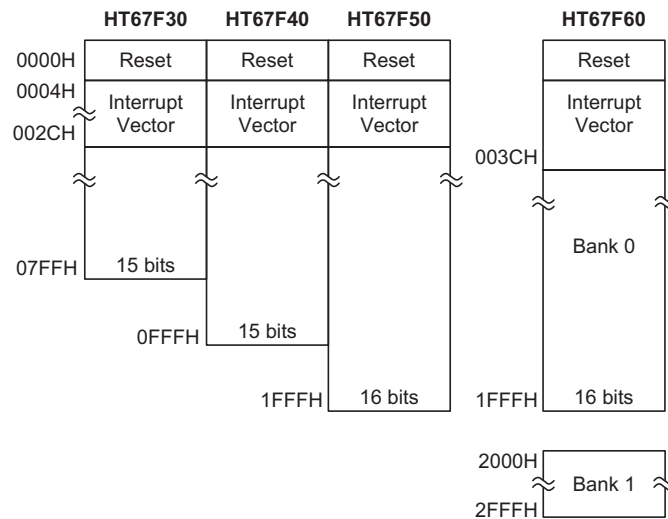 HT67F30 HT67F40 HT67F50 HT67F60
0000H Reset Reset Reset Reset
0004H
Interrupt Interrupt Interrupt Interrupt
Vector Vector Vector Vector
002CH
003CH
Bank 0
07FFH 15 bits
0FFFH 15 bits
1FFFH 16 bits 1FFFH 16 bits
2000H
Bank 1
2FFFH